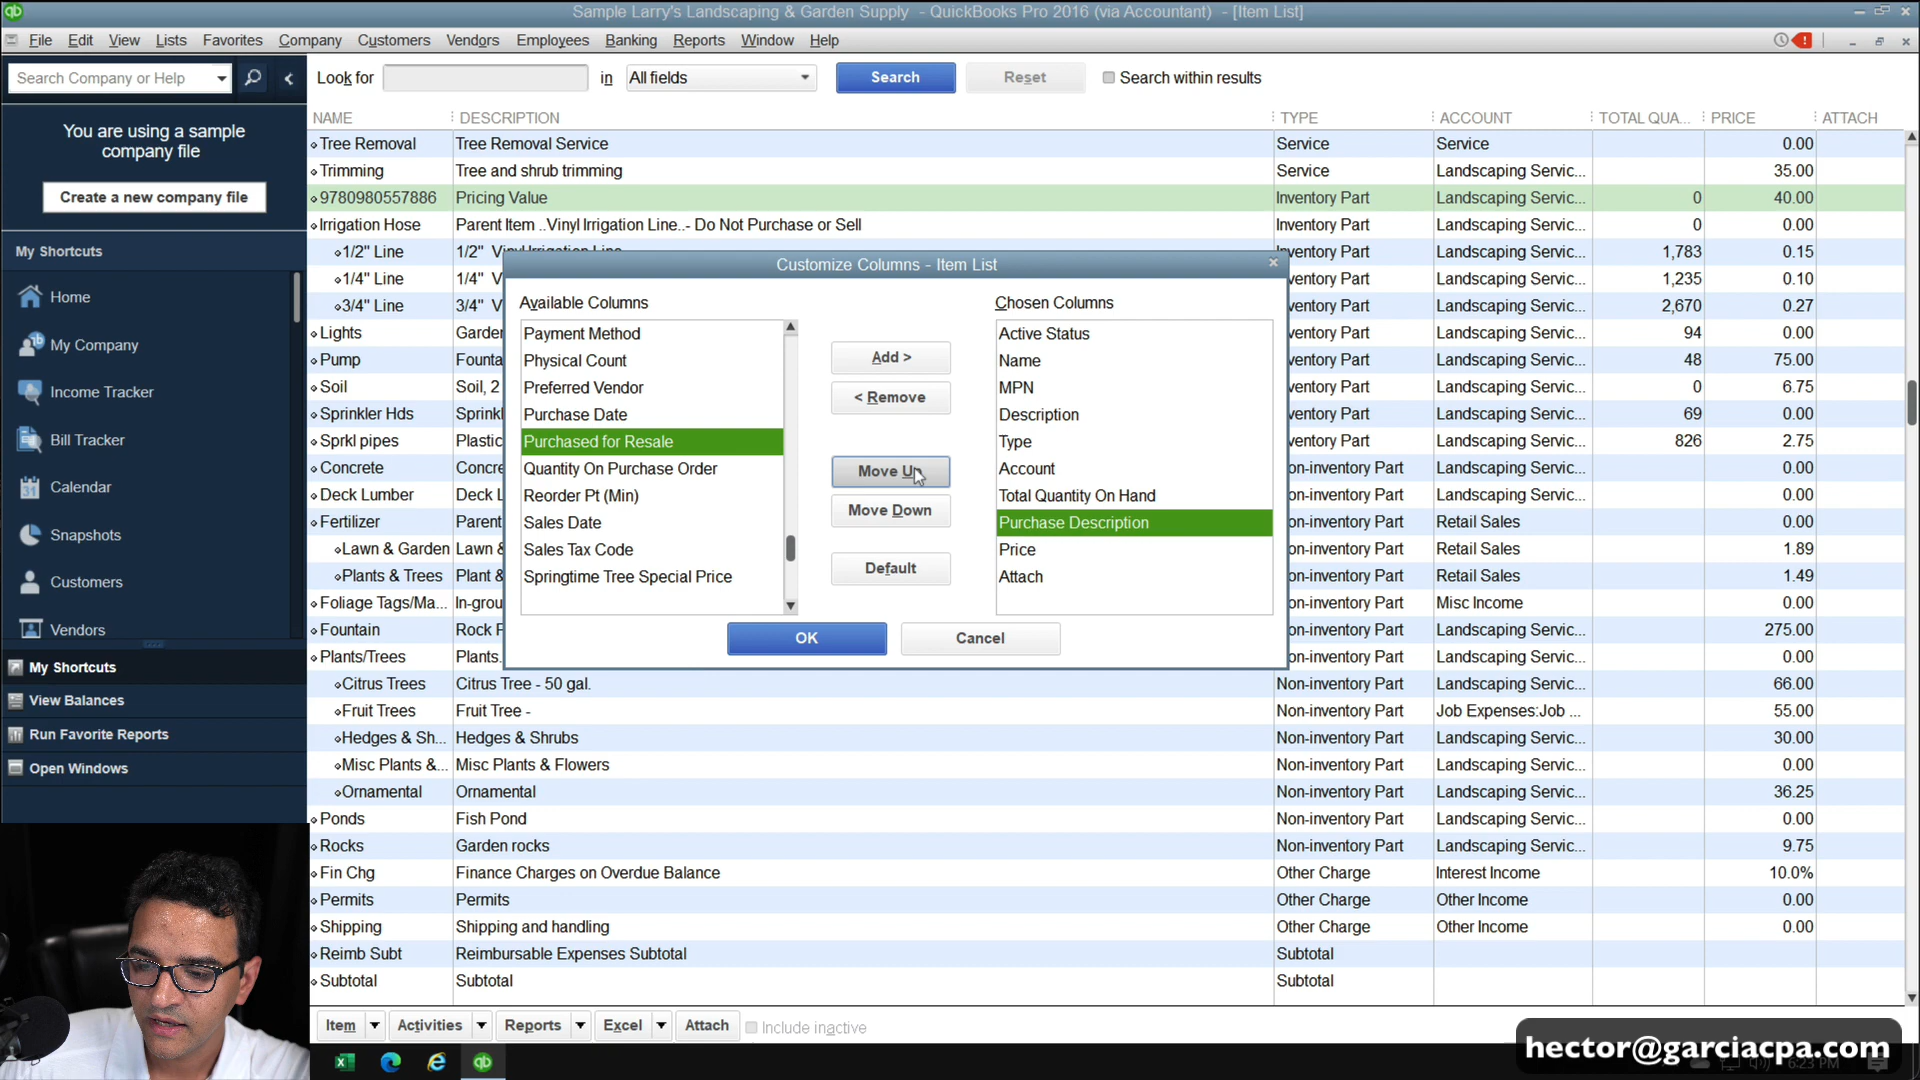 Sample Larry's Landscaping & Garden Supply - QuickBooks Pro 2016 (via Accountant) - [Item List]
File Edit View Lists Favorites Company Customers Vendors Employees Banking Reports Window Help
Search Company or Help
Look for in All fields Search Reset Search within results
You are using a sample
company file
Create a new company file
My Shortcuts
Home
My Company
Income Tracker
Bill Tracker
Calendar
Snapshots
Customers
Vendors
My Shortcuts
View Balances
Run Favorite Reports
Open Windows
NAME DESCRIPTION TYPE ACCOUNT TOTAL QUA... PRICE ATTACH
Tree Removal Tree Removal Service Service Service 0.00
Trimming Tree and shrub trimming Service Landscaping Servic... 35.00
9780980557886 Pricing Value Inventory Part Landscaping Servic... 0 40.00
Irrigation Hose Parent Item ..Vinyl Irrigation Line..- Do Not Purchase or Sell Inventory Part Landscaping Servic... 0 0.00
1/2" Line 1/2" Vinyl Irrigation Line Inventory Part Landscaping Servic... 1,783 0.15
1/4" Line 1/4" V ventory Part Landscaping Servic... 1,235 0.10
3/4" Line 3/4" V ventory Part Landscaping Servic... 2,670 0.27
Lights Garden ventory Part Landscaping Servic... 94 0.00
Pump Founta ventory Part Landscaping Servic... 48 75.00
Soil Soil, 2 ventory Part Landscaping Servic... 0 6.75
Sprinkler Hds Sprinkl ventory Part Landscaping Servic... 69 0.00
Sprkl pipes Plastic ventory Part Landscaping Servic... 826 2.75
Concrete Concre on-inventory Part Landscaping Servic... 0.00
Deck Lumber Deck L on-inventory Part Landscaping Servic... 0.00
Fertilizer Parent on-inventory Part Retail Sales 0.00
Lawn & Garden Lawn & on-inventory Part Retail Sales 1.89
Plants & Trees Plant & on-inventory Part Retail Sales 1.49
Foliage Tags/Ma... In-grou on-inventory Part Misc Income 0.00
Fountain Rock F on-inventory Part Landscaping Servic... 275.00
Plants/Trees Plants. on-inventory Part Landscaping Servic... 0.00
Citrus Trees Citrus Tree - 50 gal. Non-inventory Part Landscaping Servic... 66.00
Fruit Trees Fruit Tree - Non-inventory Part Job Expenses:Job ... 55.00
Hedges & Sh... Hedges & Shrubs Non-inventory Part Landscaping Servic... 30.00
Misc Plants &... Misc Plants & Flowers Non-inventory Part Landscaping Servic... 0.00
Ornamental Ornamental Non-inventory Part Landscaping Servic... 36.25
Ponds Fish Pond Non-inventory Part Landscaping Servic... 0.00
Rocks Garden rocks Non-inventory Part Landscaping Servic... 9.75
Fin Chg Finance Charges on Overdue Balance Other Charge Interest Income 10.0%
Permits Permits Other Charge Other Income 0.00
Shipping Shipping and handling Other Charge Other Income 0.00
Reimb Subt Reimbursable Expenses Subtotal Subtotal
Subtotal Subtotal Subtotal
Customize Columns - Item List
Available Columns
Payment Method
Physical Count
Preferred Vendor
Purchase Date
Purchased for Resale
Quantity On Purchase Order
Reorder Pt (Min)
Sales Date
Sales Tax Code
Springtime Tree Special Price
Add >
< Remove
Move Up
Move Down
Default
Chosen Columns
Active Status
Name
MPN
Description
Type
Account
Total Quantity On Hand
Purchase Description
Price
Attach
OK Cancel
Item Activities Reports Excel Attach Include inactive
hector@garciacpa.com
6:23 PM